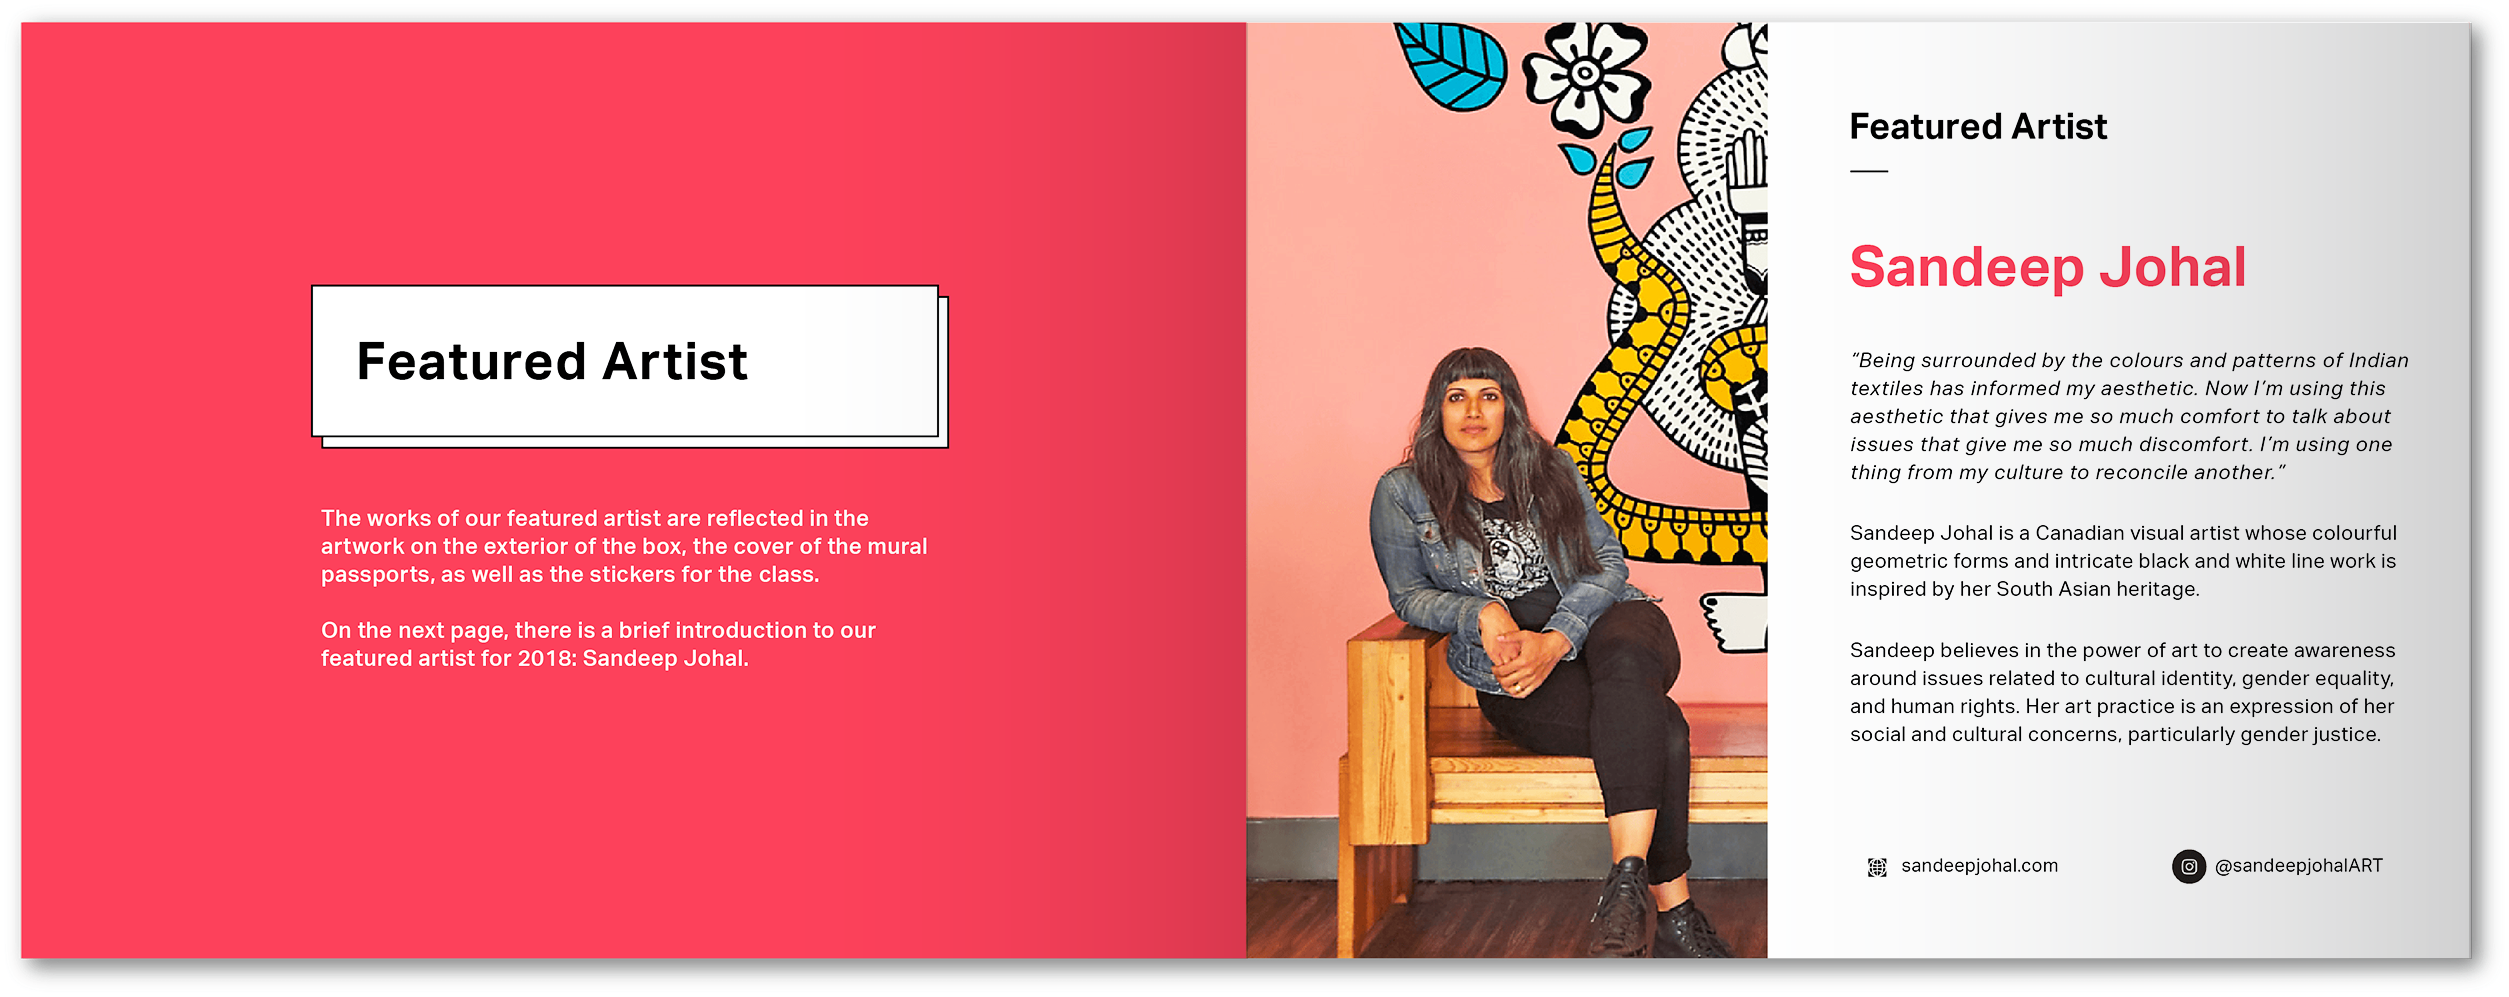 Featured Artist
The works of our featured artist are reflected in the
artwork on the exterior of the box, the cover of the mural
passports, as well as the stickers for the class.
On the next page, there is a brief introduction to our
featured artist for 2018: Sandeep Johal.
Featured Artist
Sandeep Johal
“Being surrounded by the colours and patterns of Indian
textiles has informed my aesthetic. Now I’m using this
aesthetic that gives me so much comfort to talk about
issues that give me so much discomfort. I’m using one
thing from my culture to reconcile another.”
Sandeep Johal is a Canadian visual artist whose colourful
geometric forms and intricate black and white line work is
inspired by her South Asian heritage.
Sandeep believes in the power of art to create awareness
around issues related to cultural identity, gender equality,
and human rights. Her art practice is an expression of her
social and cultural concerns, particularly gender justice.
sandeepjohal.com
@sandeepjohalART